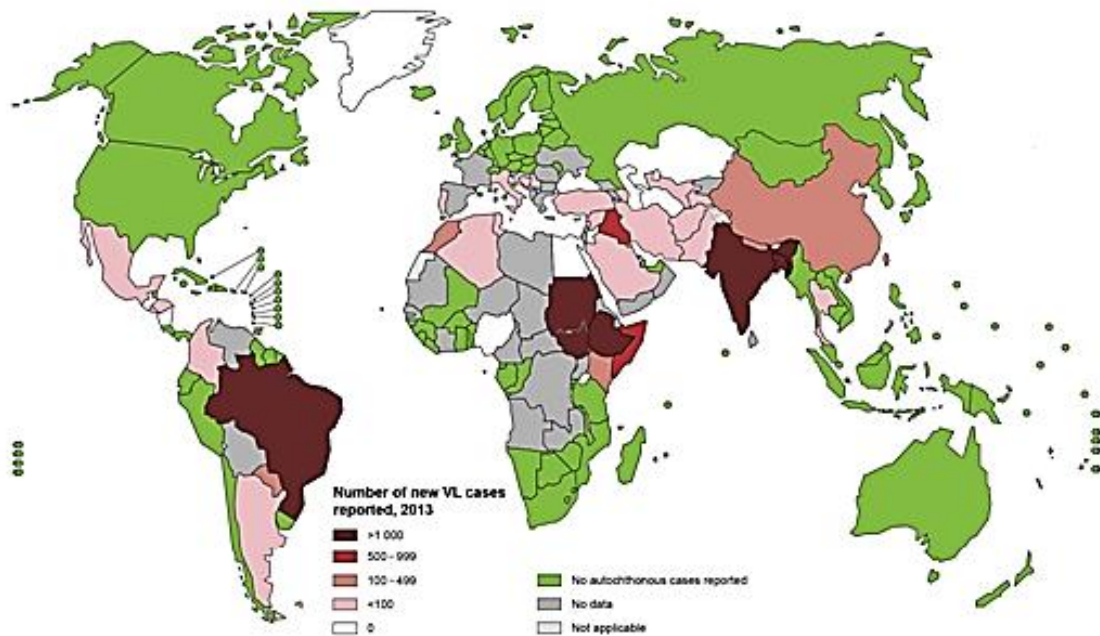 Number of new VL cases
reported, 2013
>1 000
500 - 999
100 - 499
<100
0
No autochthonous cases reported
No data
Not applicable